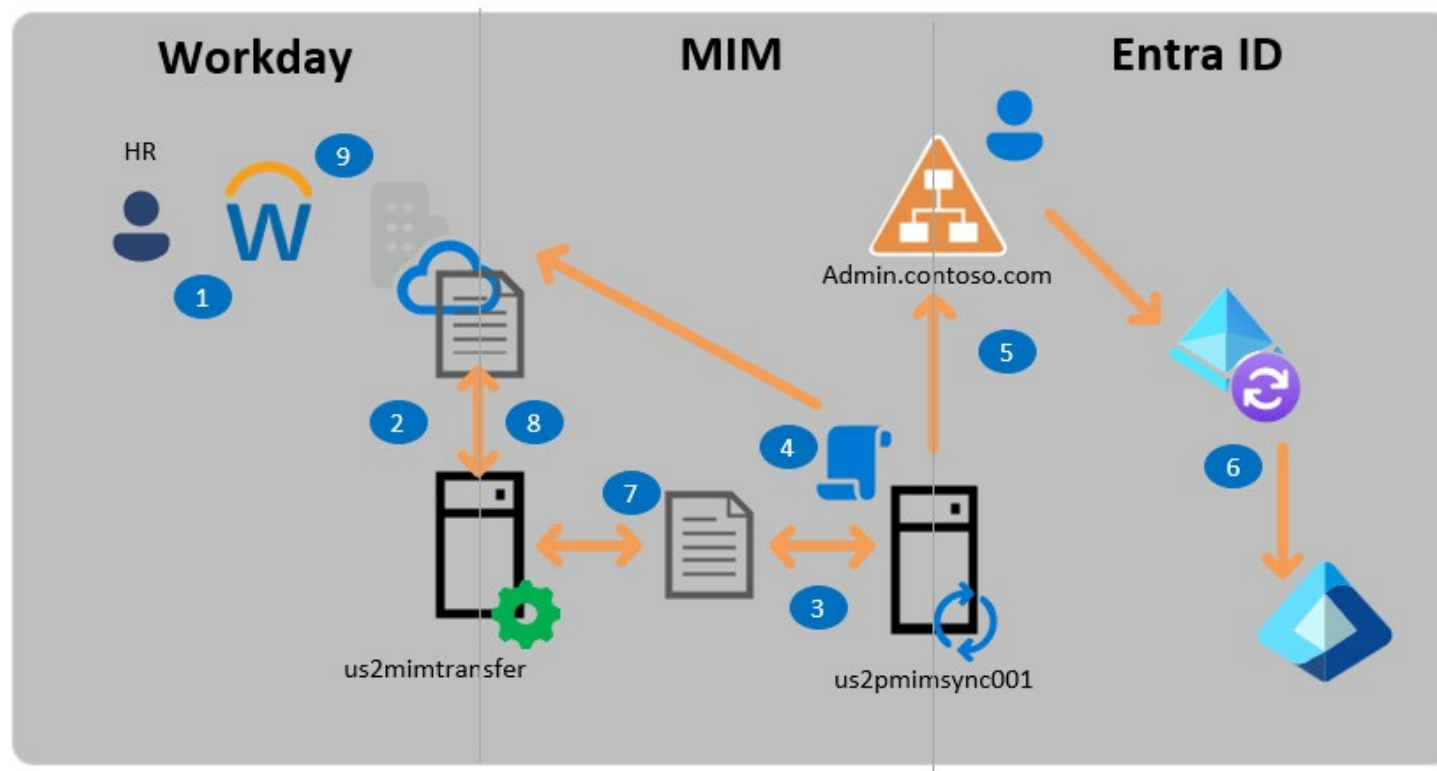 Workday
MIM
Entra ID
HR
9
W
1
Admin.contoso.com
5
2
8
4
6
7
3
us2mimtransfer
us2pmimsync001